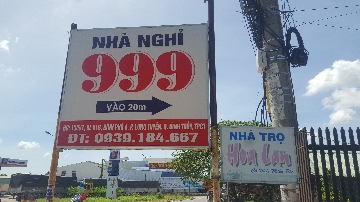 NHÀ NGHỈ
999
VÀO 20m
ĐT: 0939.184.667
NHÀ TRỌ
Hoa Lan